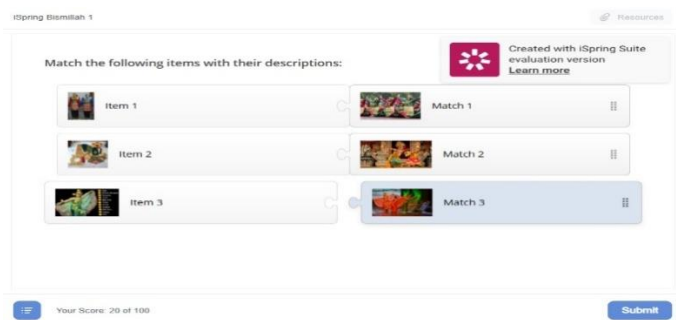 iSpring Bismillah 1
Resources
Match the following items with their descriptions:
Created with iSpring Suite
evaluation version
Learn more
Item 1
Match 1
Item 2
Match 2
Item 3
Match 3
Your Score: 20 of 100
Submit